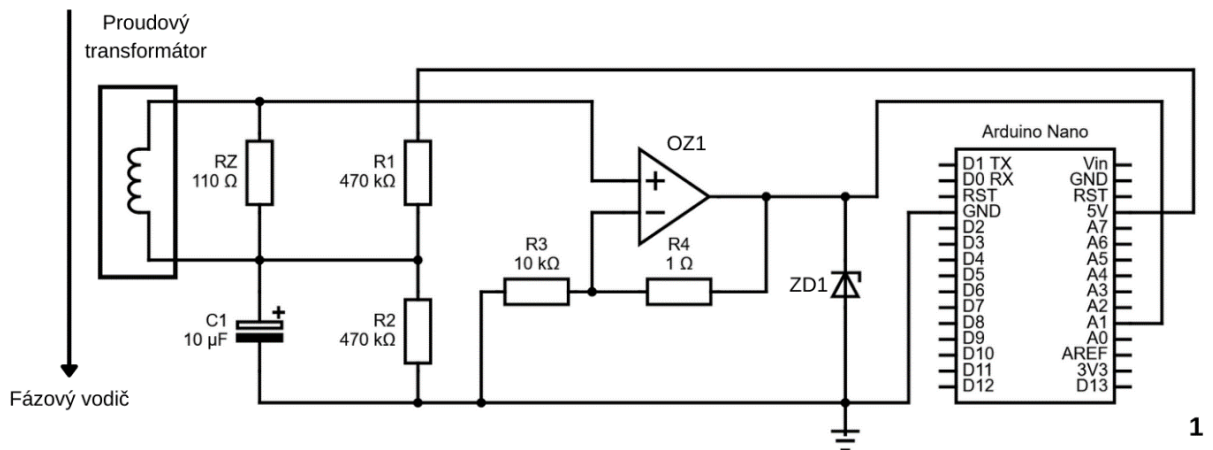 Proudový
transformátor
RZ
110 Ω
R1
470 kΩ
OZ1
R3
10 kΩ
R4
1 Ω
ZD1
C1
+
10 µF
R2
470 kΩ
Fázový vodič
Arduino Nano
D1 TX
D0 RX
RST
GND
D2
D3
D4
D5
D6
D7
D8
D9
D10
D11
D12
Vin
GND
RST
5V
A7
A6
A5
A4
A3
A2
A1
A0
AREF
3V3
D13
1